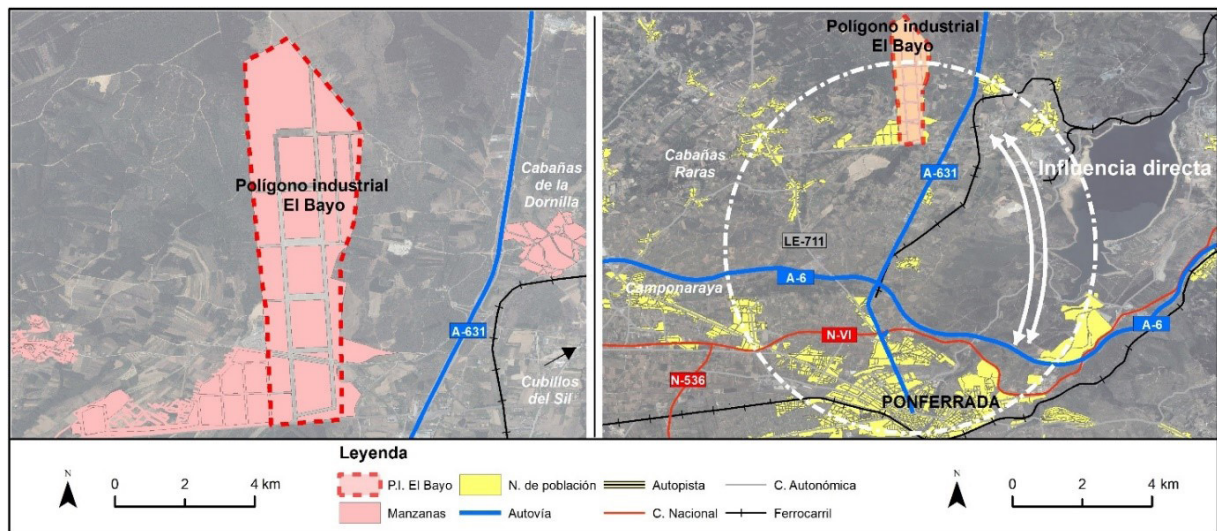 Polígono industrial
El Bayo
Cabañas
de la
Dornilla
A-631
Cubillos
del Sil
Polígono industrial
El Bayo
Cabañas
Raras
A-631
Influencia directa
LE-711
A-6
Camponaraya
N-VI
A-6
N-536
PONFERRADA
Leyenda
N
0 2 4 km
P.I. El Bayo
N. de población
Autopista
C. Autonómica
Manzanas
Autovía
C. Nacional
Ferrocarril
N
0 2 4 km